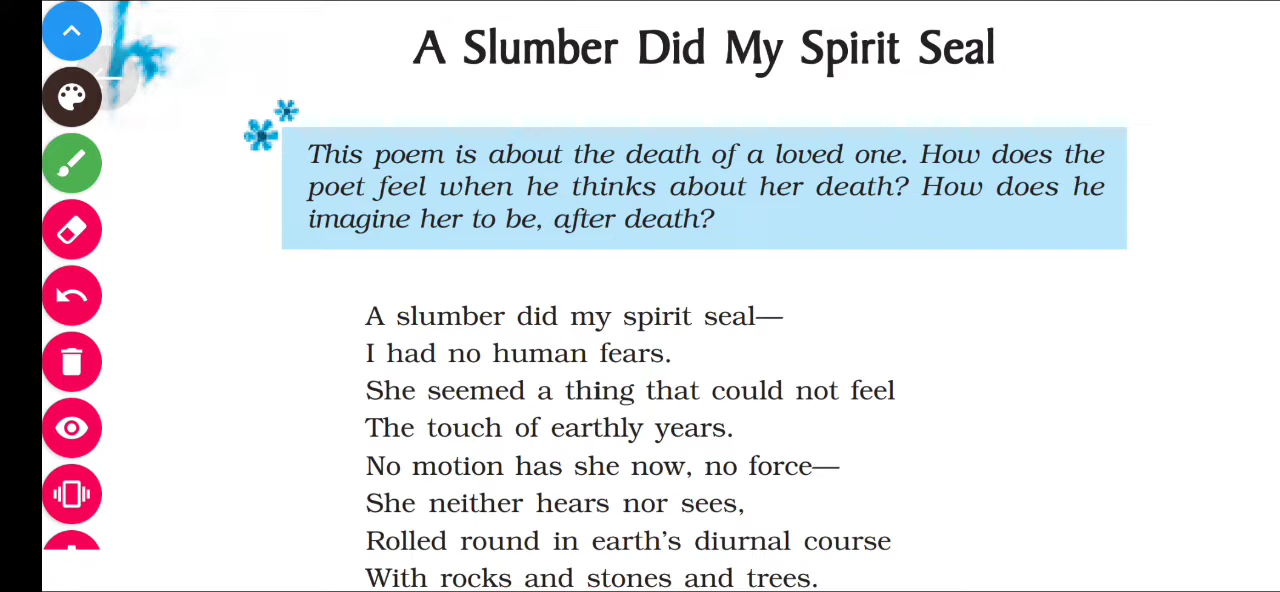 A Slumber Did My Spirit Seal
This poem is about the death of a loved one. How does the
poet feel when he thinks about her death? How does he
imagine her to be, after death?
A slumber did my spirit seal—
I had no human fears.
She seemed a thing that could not feel
The touch of earthly years.
No motion has she now, no force—
She neither hears nor sees,
Rolled round in earth’s diurnal course
With rocks and stones and trees.